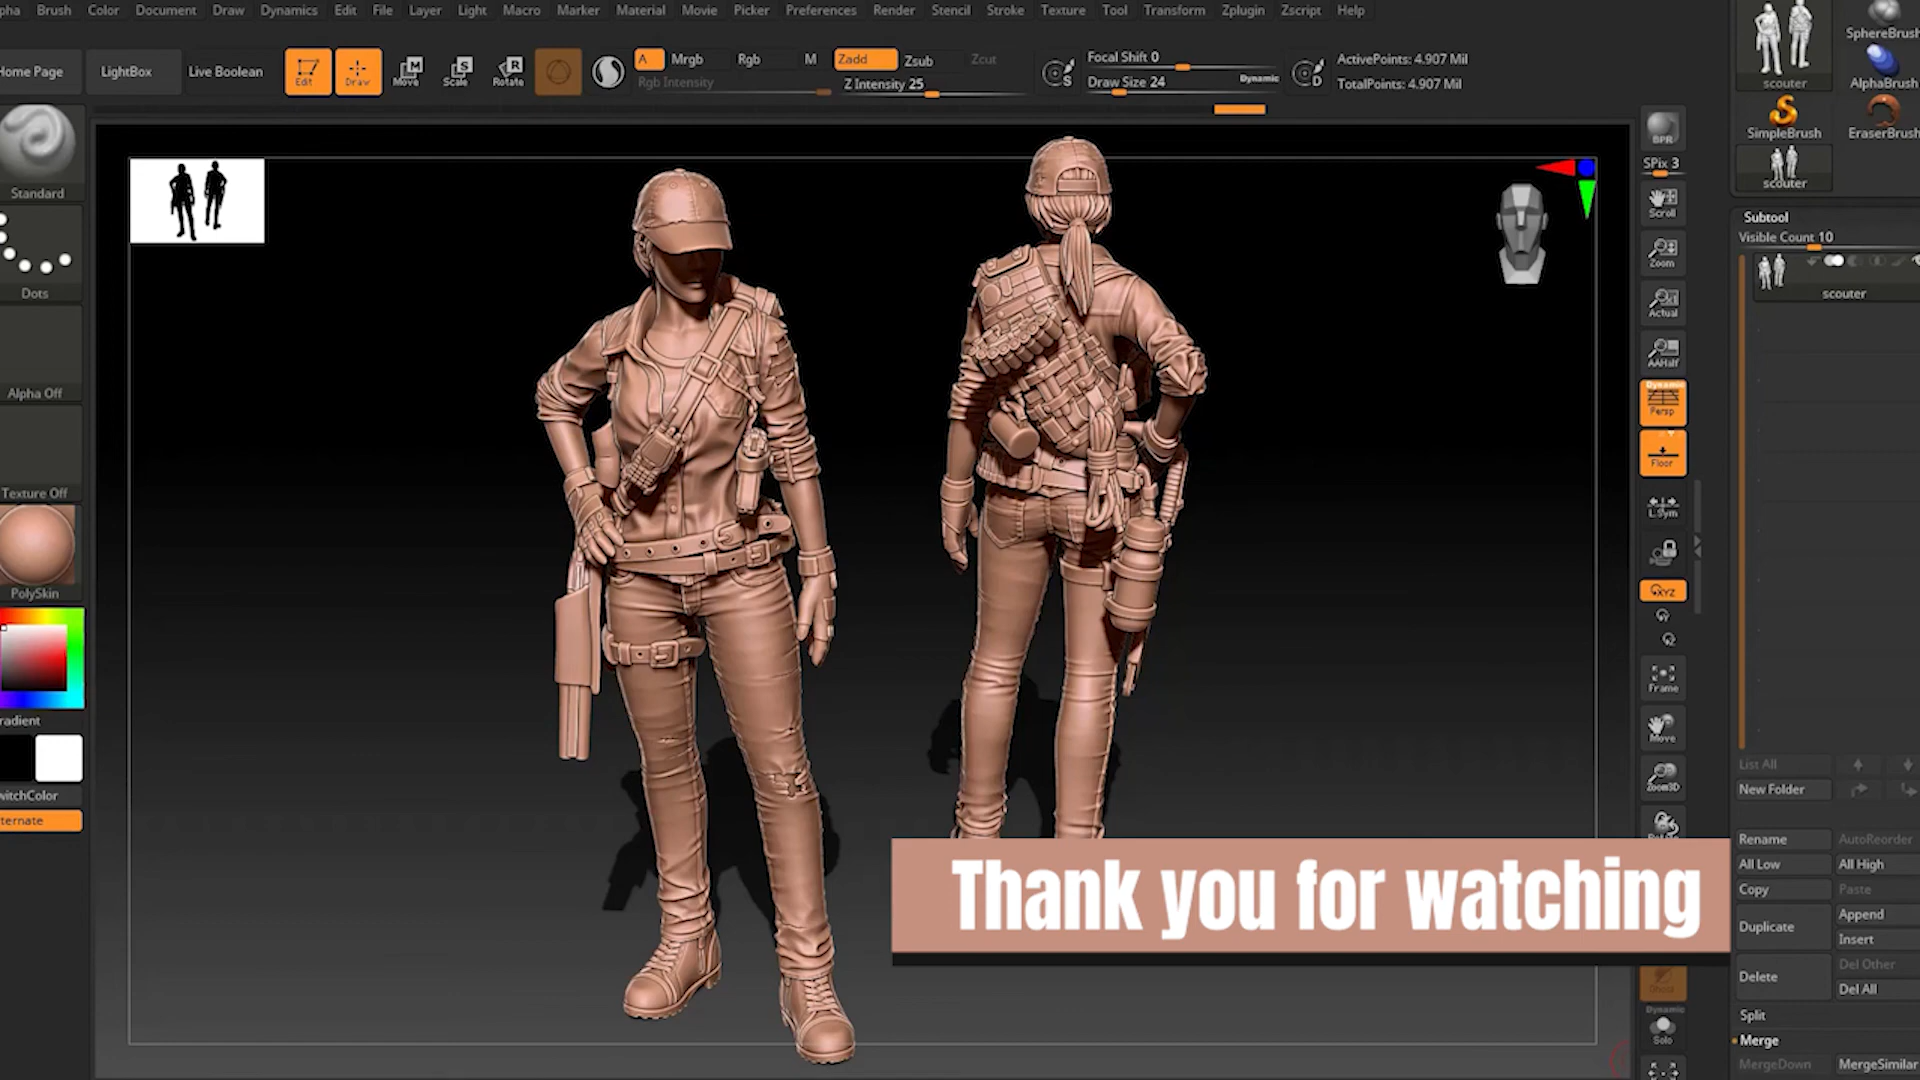 pha Brush Color Document Draw Dynamics Edit File Layer Light Macro Marker Material Movie Picker Preferences Render Stencil Stroke Texture Tool Transform Zplugin Zscript Help
Home Page LightBox Live Boolean
Edit Draw Move Scale Rotate
A Mrgb Rgb M Zadd Zsub Zcut
Rgb Intensity Z Intensity 25
Focal Shift 0
Draw Size 24 Dynamic
ActivePoints: 4.907 Mil
TotalPoints: 4.907 Mil
Standard
Dots
Alpha Off
Texture Off
PolySkin
radient
witchColor
ternate
BPR
SPix 3
Scroll
Zoom
Actual
AAHalf
Dynamic
Persp
Floor
L.Sym
XYZ
Frame
Move
Zoom3D
Dynamic
Solo
scouter
SphereBrush
AlphaBrush
SimpleBrush
EraserBrush
scouter
Subtool
Visible Count 10
scouter
List All
New Folder
Rename AutoReorder
All Low All High
Copy Paste
Duplicate Append
Insert
Delete Del Other
Del All
Split
Merge
MergeDown MergeSimilar
Thank you for watching